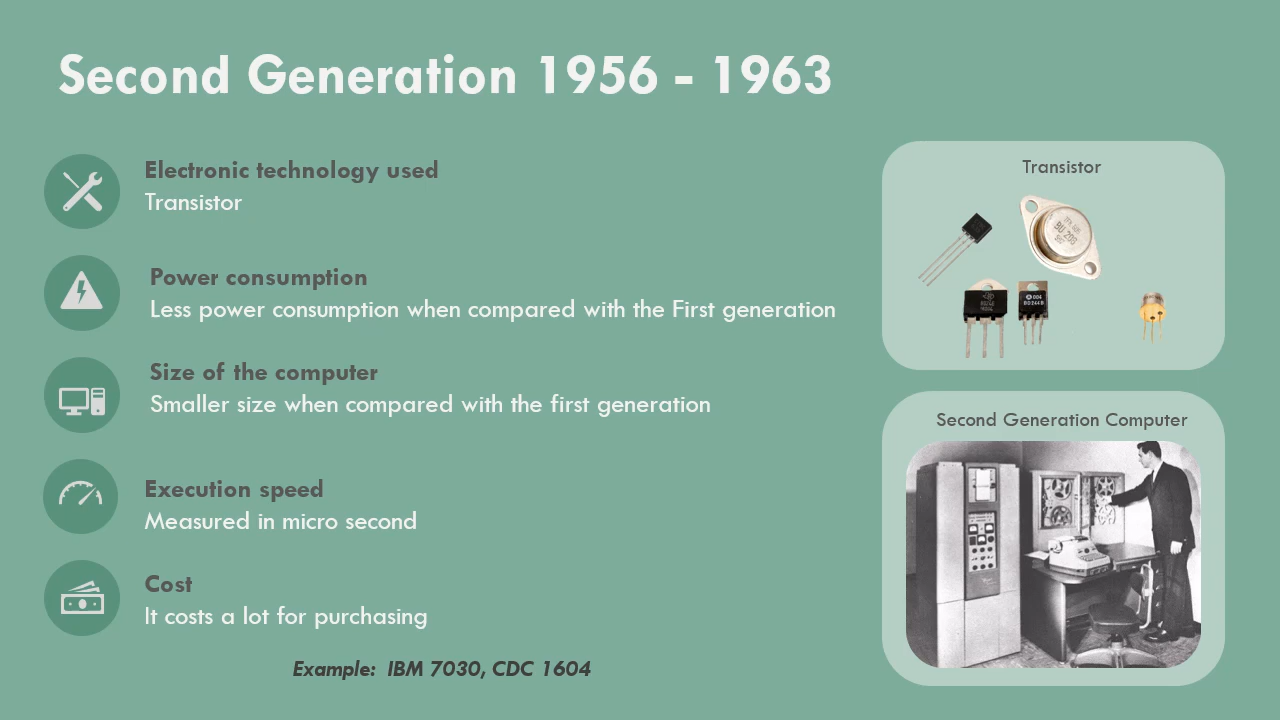 Second Generation 1956 - 1963
Electronic technology used
Transistor
Power consumption
Less power consumption when compared with the First generation
Size of the computer
Smaller size when compared with the first generation
Execution speed
Measured in micro second
Cost
It costs a lot for purchasing
Example: IBM 7030, CDC 1604
Transistor
BU 208
Second Generation Computer